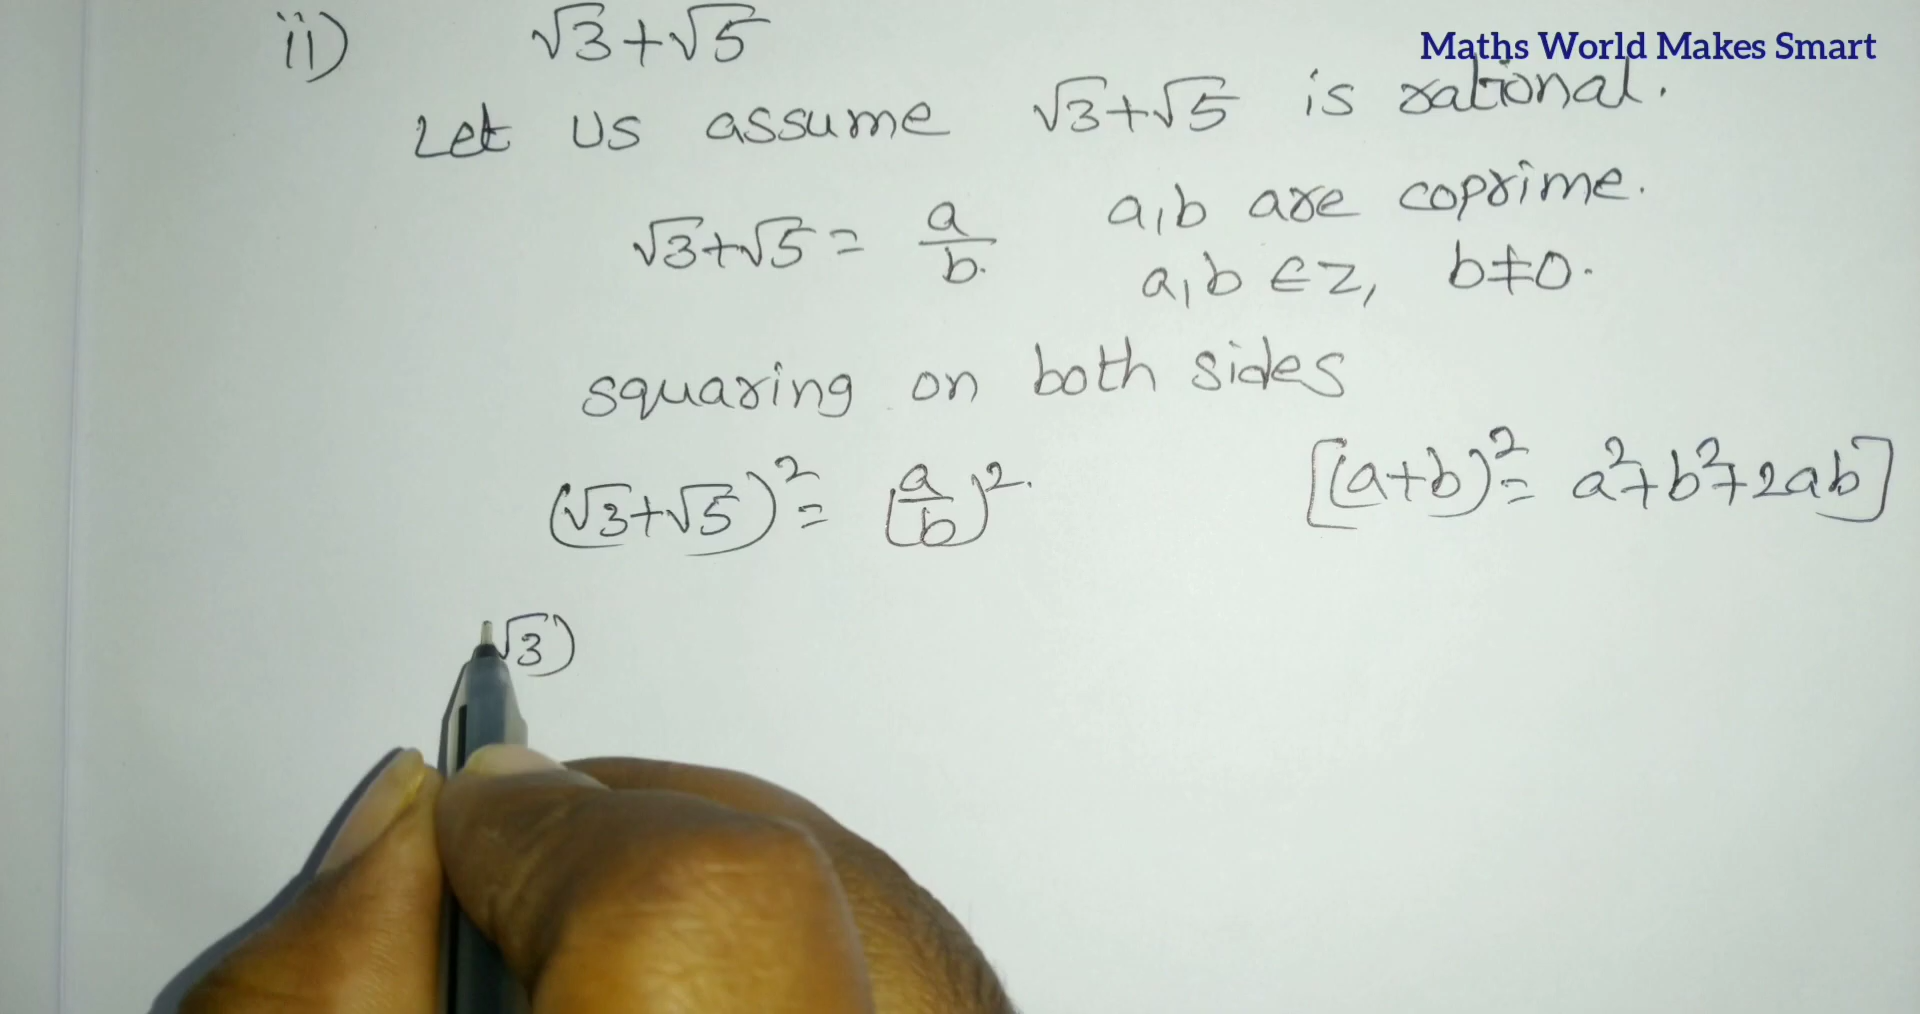 ii) √3+√5
Maths World Makes Smart
Let us assume √3+√5 is rational.
√3+√5 = a/b. a,b are coprime.
a,b ∈ Z, b≠0.
squaring on both sides
(√3+√5)² = (a/b)². [(a+b)² = a²+b²+2ab]
√3)